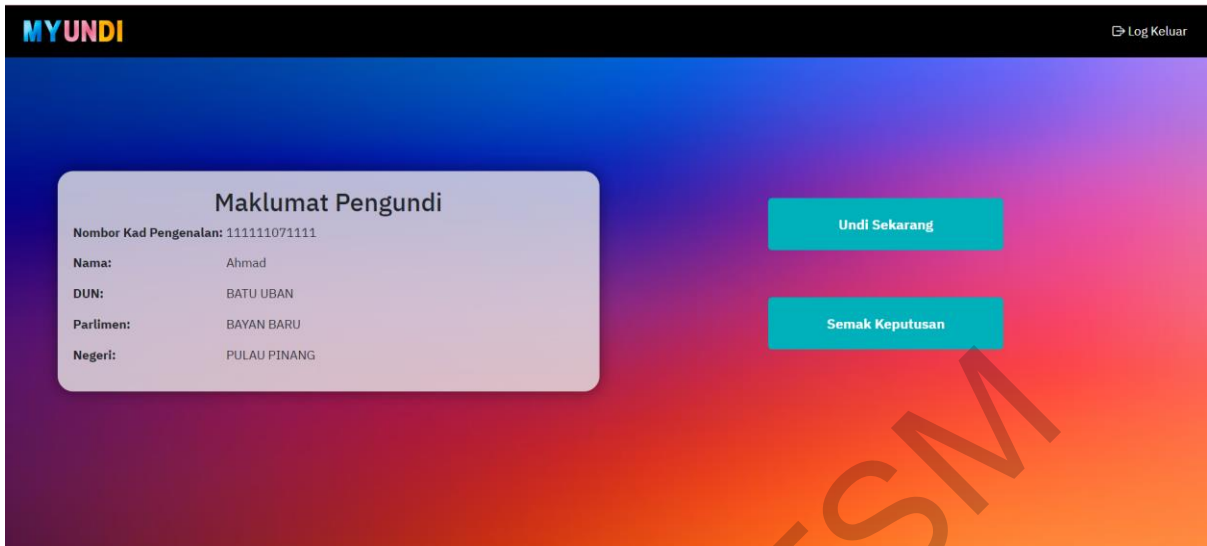 MYUNDI
Log Keluar
Maklumat Pengundi
Nombor Kad Pengenalan: 111111071111
Nama: Ahmad
DUN: BATU UBAN
Parlimen: BAYAN BARU
Negeri: PULAU PINANG
Undi Sekarang
Semak Keputusan
TSM